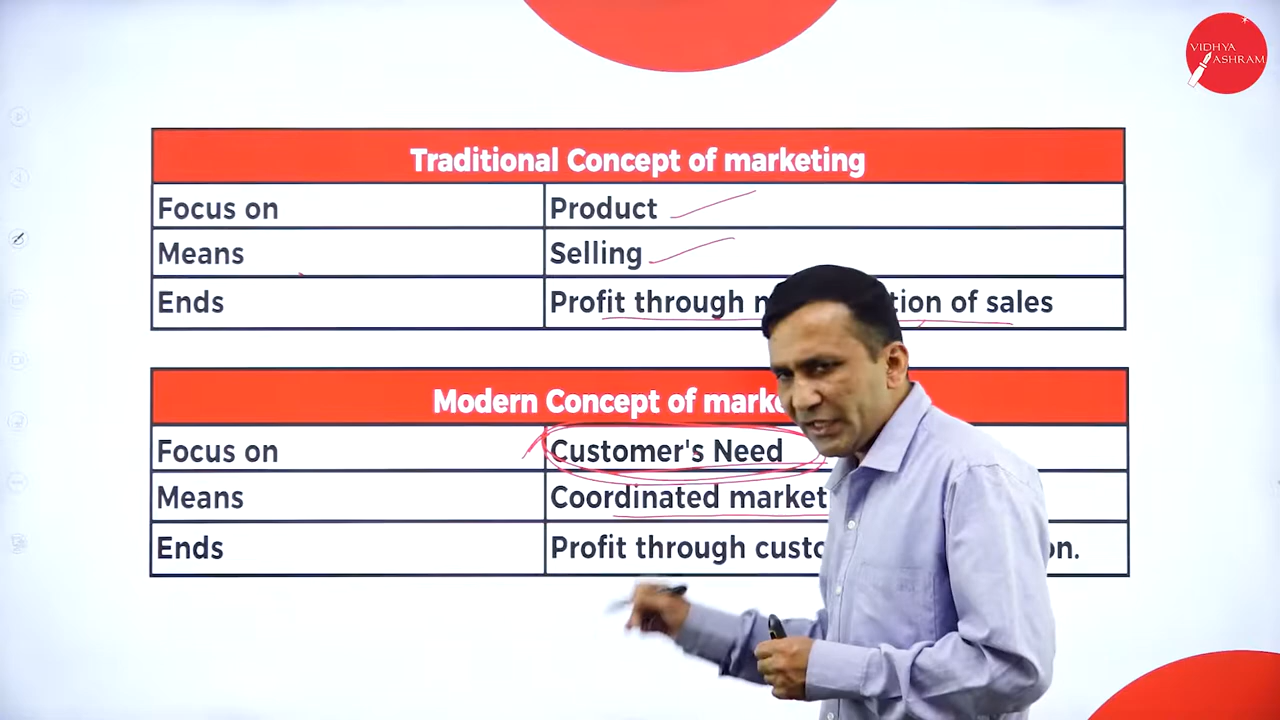 VIDHYA
ASHRAM
Traditional Concept of marketing
Focus on Product
Means Selling
Ends Profit through tion of sales
Modern Concept of marke
Focus on Customer's Need
Means Coordinated market
Ends Profit through custo on.